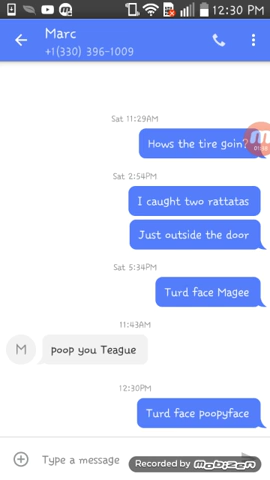 12:30 PM
Marc
+1(330) 396-1009
Sat 11:29AM
Hows the tire goin?
Sat 2:54PM
I caught two rattatas
Just outside the door
Sat 5:34PM
Turd face Magee
11:43AM
M
poop you Teague
12:30PM
Turd face poopyface
Type a message
Recorded by mobizen